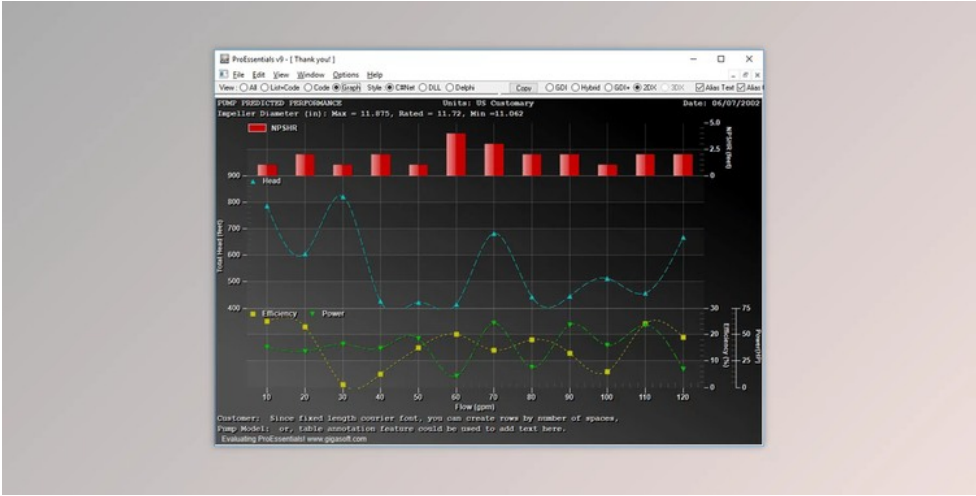 ProEssentials v9 - [ Thank you! ]
File Edit View Window Options Help
View: All List+Code Code Graph Style C#Net DLL Delphi Copy GDI Hybrid GDI+ 2DX 3DX Alias Text Alias
PUMP PREDICTED PERFORMANCE Units: US Customary Date: 06/07/2002
Impeller Diameter (in): Max - 11.875, Rated - 11.72, Min -11.062
NPSHR
5.0
2.5
0
NPSHR (feet)
Head
900
800
700
600
500
400
Total Head (feet)
Efficiency Power
30
20
10
0
Efficiency (%)
75
50
25
0
Power(HP)
10 20 30 40 50 60 70 80 90 100 110 120
Flow (gpm)
Customer: Since fixed length courier font, you can create rows by number of spaces,
Pump Model: or, table annotation feature could be used to add text here.
Evaluating ProEssentials! www.gigasoft.com